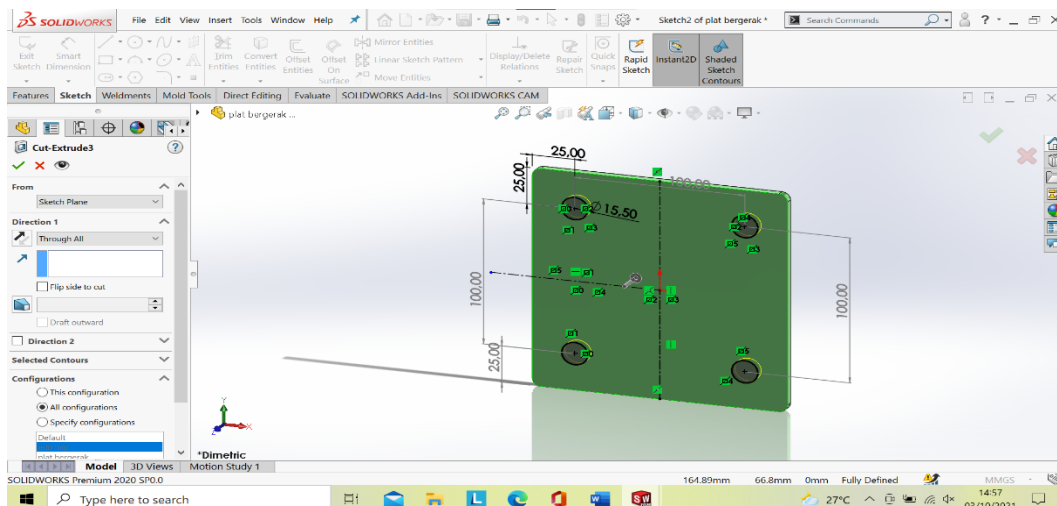 SOLIDWORKS File Edit View Insert Tools Window Help Sketch2 of plat bergerak * Search Commands
Exit Sketch Smart Dimension Trim Entities Convert Entities Offset Entities Offset On Surface Mirror Entities Linear Sketch Pattern Move Entities Display/Delete Relations Repair Sketch Quick Snaps Rapid Sketch Instant2D Shaded Sketch Contours
Features Sketch Weldments Mold Tools Direct Editing Evaluate SOLIDWORKS Add-Ins SOLIDWORKS CAM
plat bergerak ...
Cut-Extrude3
From
Sketch Plane
Direction 1
Through All
Flip side to cut
Draft outward
Direction 2
Selected Contours
Configurations
This configuration
All configurations
Specify configurations
Default
plat bergerak
25,00
25,00
100,00
Ø 15,50
100,00
100,00
25,00
*Dimetric
Model 3D Views Motion Study 1
SOLIDWORKS Premium 2020 SP0.0 164.89mm 66.8mm 0mm Fully Defined MMGS
Type here to search 27°C 14:57
03/10/2021